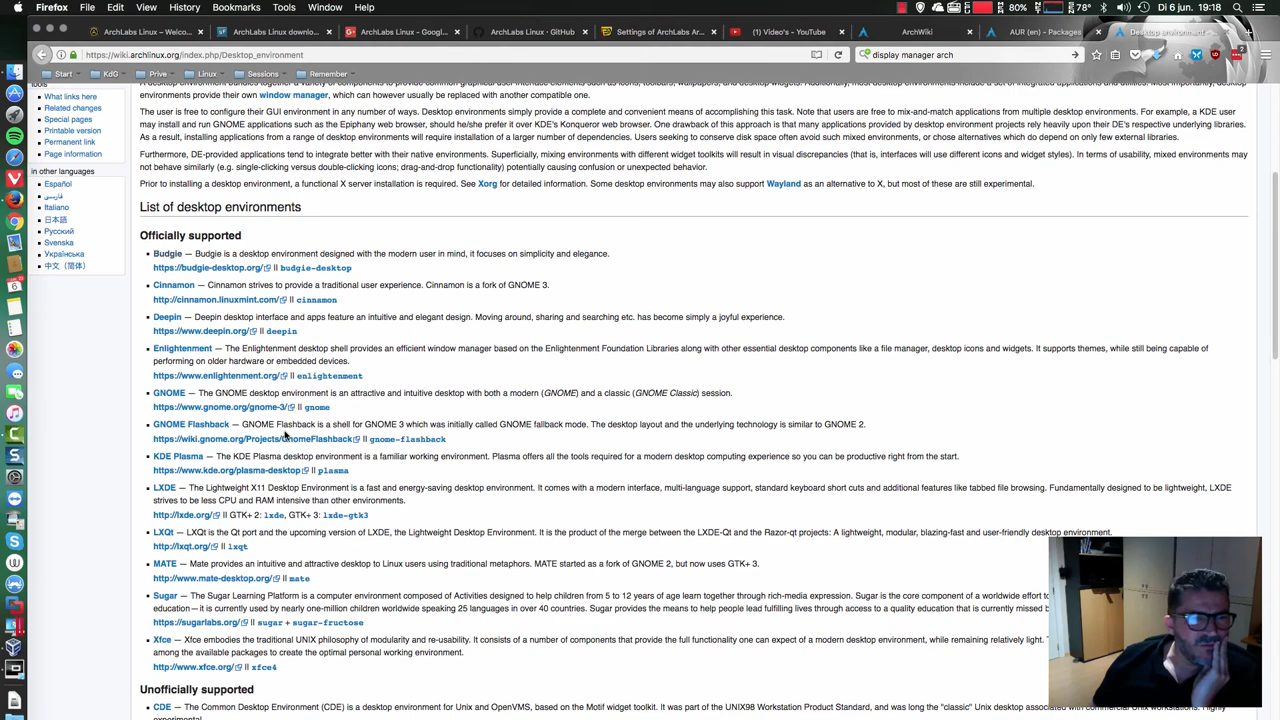 Firefox File Edit View History Bookmarks Tools Window Help
80% 78° Di 6 jun. 19:18
ArchLabs Linux – Welco... ArchLabs Linux downlo... ArchLabs Linux - Googl... ArchLabs Linux · GitHub Settings of ArchLabs Ar... (1) Video's - YouTube ArchWiki AUR (en) - Packages Desktop environment -
https://wiki.archlinux.org/index.php/Desktop_environment
display manager arch
Start KdG Prive Linux Sessions Remember
tools
What links here
Related changes
Special pages
Printable version
Permanent link
Page information
in other languages
Español
فارسی
Italiano
日本語
Русский
Svenska
Українська
中文（简体）
environments provide their own window manager, which can however usually be replaced with another compatible one.
The user is free to configure their GUI environment in any number of ways. Desktop environments simply provide a complete and convenient means of accomplishing this task. Note that users are free to mix-and-match applications from multiple desktop environments. For example, a KDE user
may install and run GNOME applications such as the Epiphany web browser, should he/she prefer it over KDE's Konqueror web browser. One drawback of this approach is that many applications provided by desktop environment projects rely heavily upon their DE's respective underlying libraries.
As a result, installing applications from a range of desktop environments will require installation of a larger number of dependencies. Users seeking to conserve disk space often avoid such mixed environments, or chose alternatives which do depend on only few external libraries.
Furthermore, DE-provided applications tend to integrate better with their native environments. Superficially, mixing environments with different widget toolkits will result in visual discrepancies (that is, interfaces will use different icons and widget styles). In terms of usability, mixed environments may
not behave similarly (e.g. single-clicking versus double-clicking icons; drag-and-drop functionality) potentially causing confusion or unexpected behavior.
Prior to installing a desktop environment, a functional X server installation is required. See Xorg for detailed information. Some desktop environments may also support Wayland as an alternative to X, but most of these are still experimental.
List of desktop environments
Officially supported
Budgie — Budgie is a desktop environment designed with the modern user in mind, it focuses on simplicity and elegance.
https://budgie-desktop.org/ || budgie-desktop
Cinnamon — Cinnamon strives to provide a traditional user experience. Cinnamon is a fork of GNOME 3.
http://cinnamon.linuxmint.com/ || cinnamon
Deepin — Deepin desktop interface and apps feature an intuitive and elegant design. Moving around, sharing and searching etc. has become simply a joyful experience.
https://www.deepin.org/ || deepin
Enlightenment — The Enlightenment desktop shell provides an efficient window manager based on the Enlightenment Foundation Libraries along with other essential desktop components like a file manager, desktop icons and widgets. It supports themes, while still being capable of
performing on older hardware or embedded devices.
https://www.enlightenment.org/ || enlightenment
GNOME — The GNOME desktop environment is an attractive and intuitive desktop with both a modern (GNOME) and a classic (GNOME Classic) session.
https://www.gnome.org/gnome-3/ || gnome
GNOME Flashback — GNOME Flashback is a shell for GNOME 3 which was initially called GNOME fallback mode. The desktop layout and the underlying technology is similar to GNOME 2.
https://wiki.gnome.org/Projects/GnomeFlashback || gnome-flashback
KDE Plasma — The KDE Plasma desktop environment is a familiar working environment. Plasma offers all the tools required for a modern desktop computing experience so you can be productive right from the start.
https://www.kde.org/plasma-desktop || plasma
LXDE — The Lightweight X11 Desktop Environment is a fast and energy-saving desktop environment. It comes with a modern interface, multi-language support, standard keyboard short cuts and additional features like tabbed file browsing. Fundamentally designed to be lightweight, LXDE
strives to be less CPU and RAM intensive than other environments.
http://lxde.org/ || GTK+ 2: lxde, GTK+ 3: lxde-gtk3
LXQt — LXQt is the Qt port and the upcoming version of LXDE, the Lightweight Desktop Environment. It is the product of the merge between the LXDE-Qt and the Razor-qt projects: A lightweight, modular, blazing-fast and user-friendly desktop environment.
http://lxqt.org/ || lxqt
MATE — Mate provides an intuitive and attractive desktop to Linux users using traditional metaphors. MATE started as a fork of GNOME 2, but now uses GTK+ 3.
http://www.mate-desktop.org/ || mate
Sugar — The Sugar Learning Platform is a computer environment composed of Activities designed to help children from 5 to 12 years of age learn together through rich-media expression. Sugar is the core component of a worldwide effort to
education—it is currently used by nearly one-million children worldwide speaking 25 languages in over 40 countries. Sugar provides the means to help people lead fulfilling lives through access to a quality education that is currently missed b
https://sugarlabs.org/ || sugar + sugar-fructose
Xfce — Xfce embodies the traditional UNIX philosophy of modularity and re-usability. It consists of a number of components that provide the full functionality one can expect of a modern desktop environment, while remaining relatively light.
among the available packages to create the optimal personal working environment.
http://www.xfce.org/ || xfce4
Unofficially supported
CDE — The Common Desktop Environment (CDE) is a desktop environment for Unix and OpenVMS, based on the Motif widget toolkit. It was part of the UNIX98 Workstation Product Standard, and was long the "classic" Unix desktop associated with commercial Unix workstations. Highly